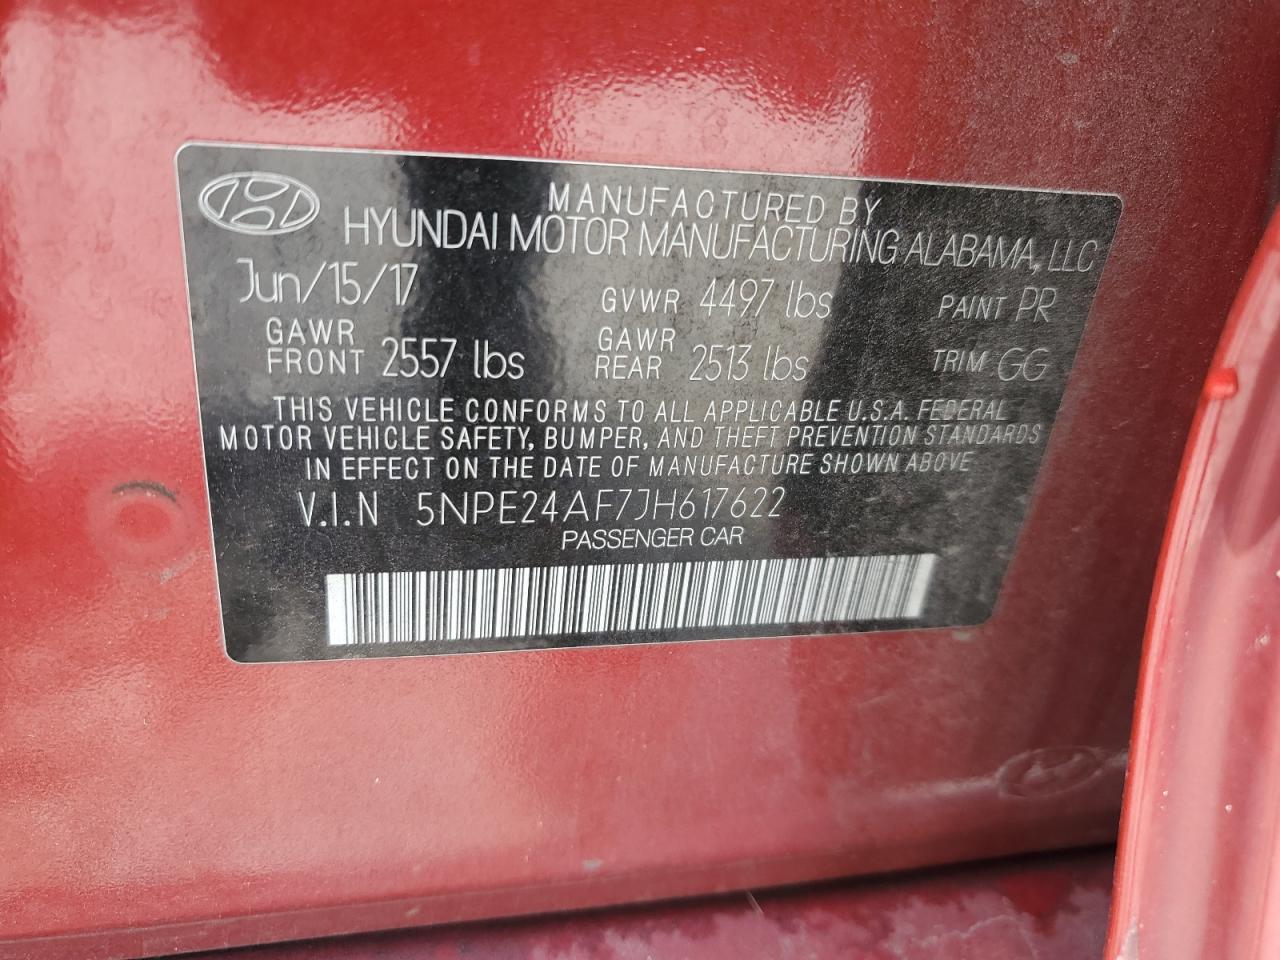 MANUFACTURED BY
HYUNDAI MOTOR MANUFACTURING ALABAMA, LLC
Jun/15/17 GVWR 4497 lbs PAINT PR
GAWR FRONT 2557 lbs GAWR REAR 2513 lbs TRIM GG
THIS VEHICLE CONFORMS TO ALL APPLICABLE U.S.A. FEDERAL
MOTOR VEHICLE SAFETY, BUMPER, AND THEFT PREVENTION STANDARDS
IN EFFECT ON THE DATE OF MANUFACTURE SHOWN ABOVE
V.I.N 5NPE24AF7JH617622
PASSENGER CAR